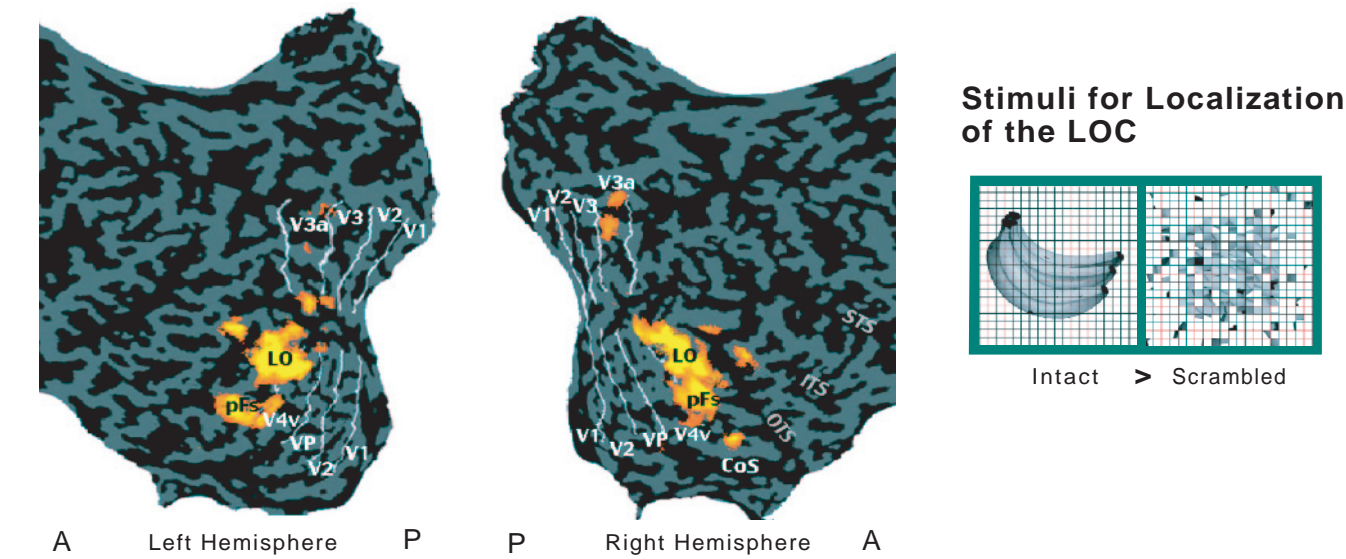 V3a
V3
V2
V1
LO
pFs
V4v
VP
V2
V1
A
Left Hemisphere
P
V3a
V2
V3
V1
LO
pFs
V1
V2
VP
V4v
CoS
STS
ITS
OTS
P
Right Hemisphere
A
Stimuli for Localization
of the LOC
Intact > Scrambled